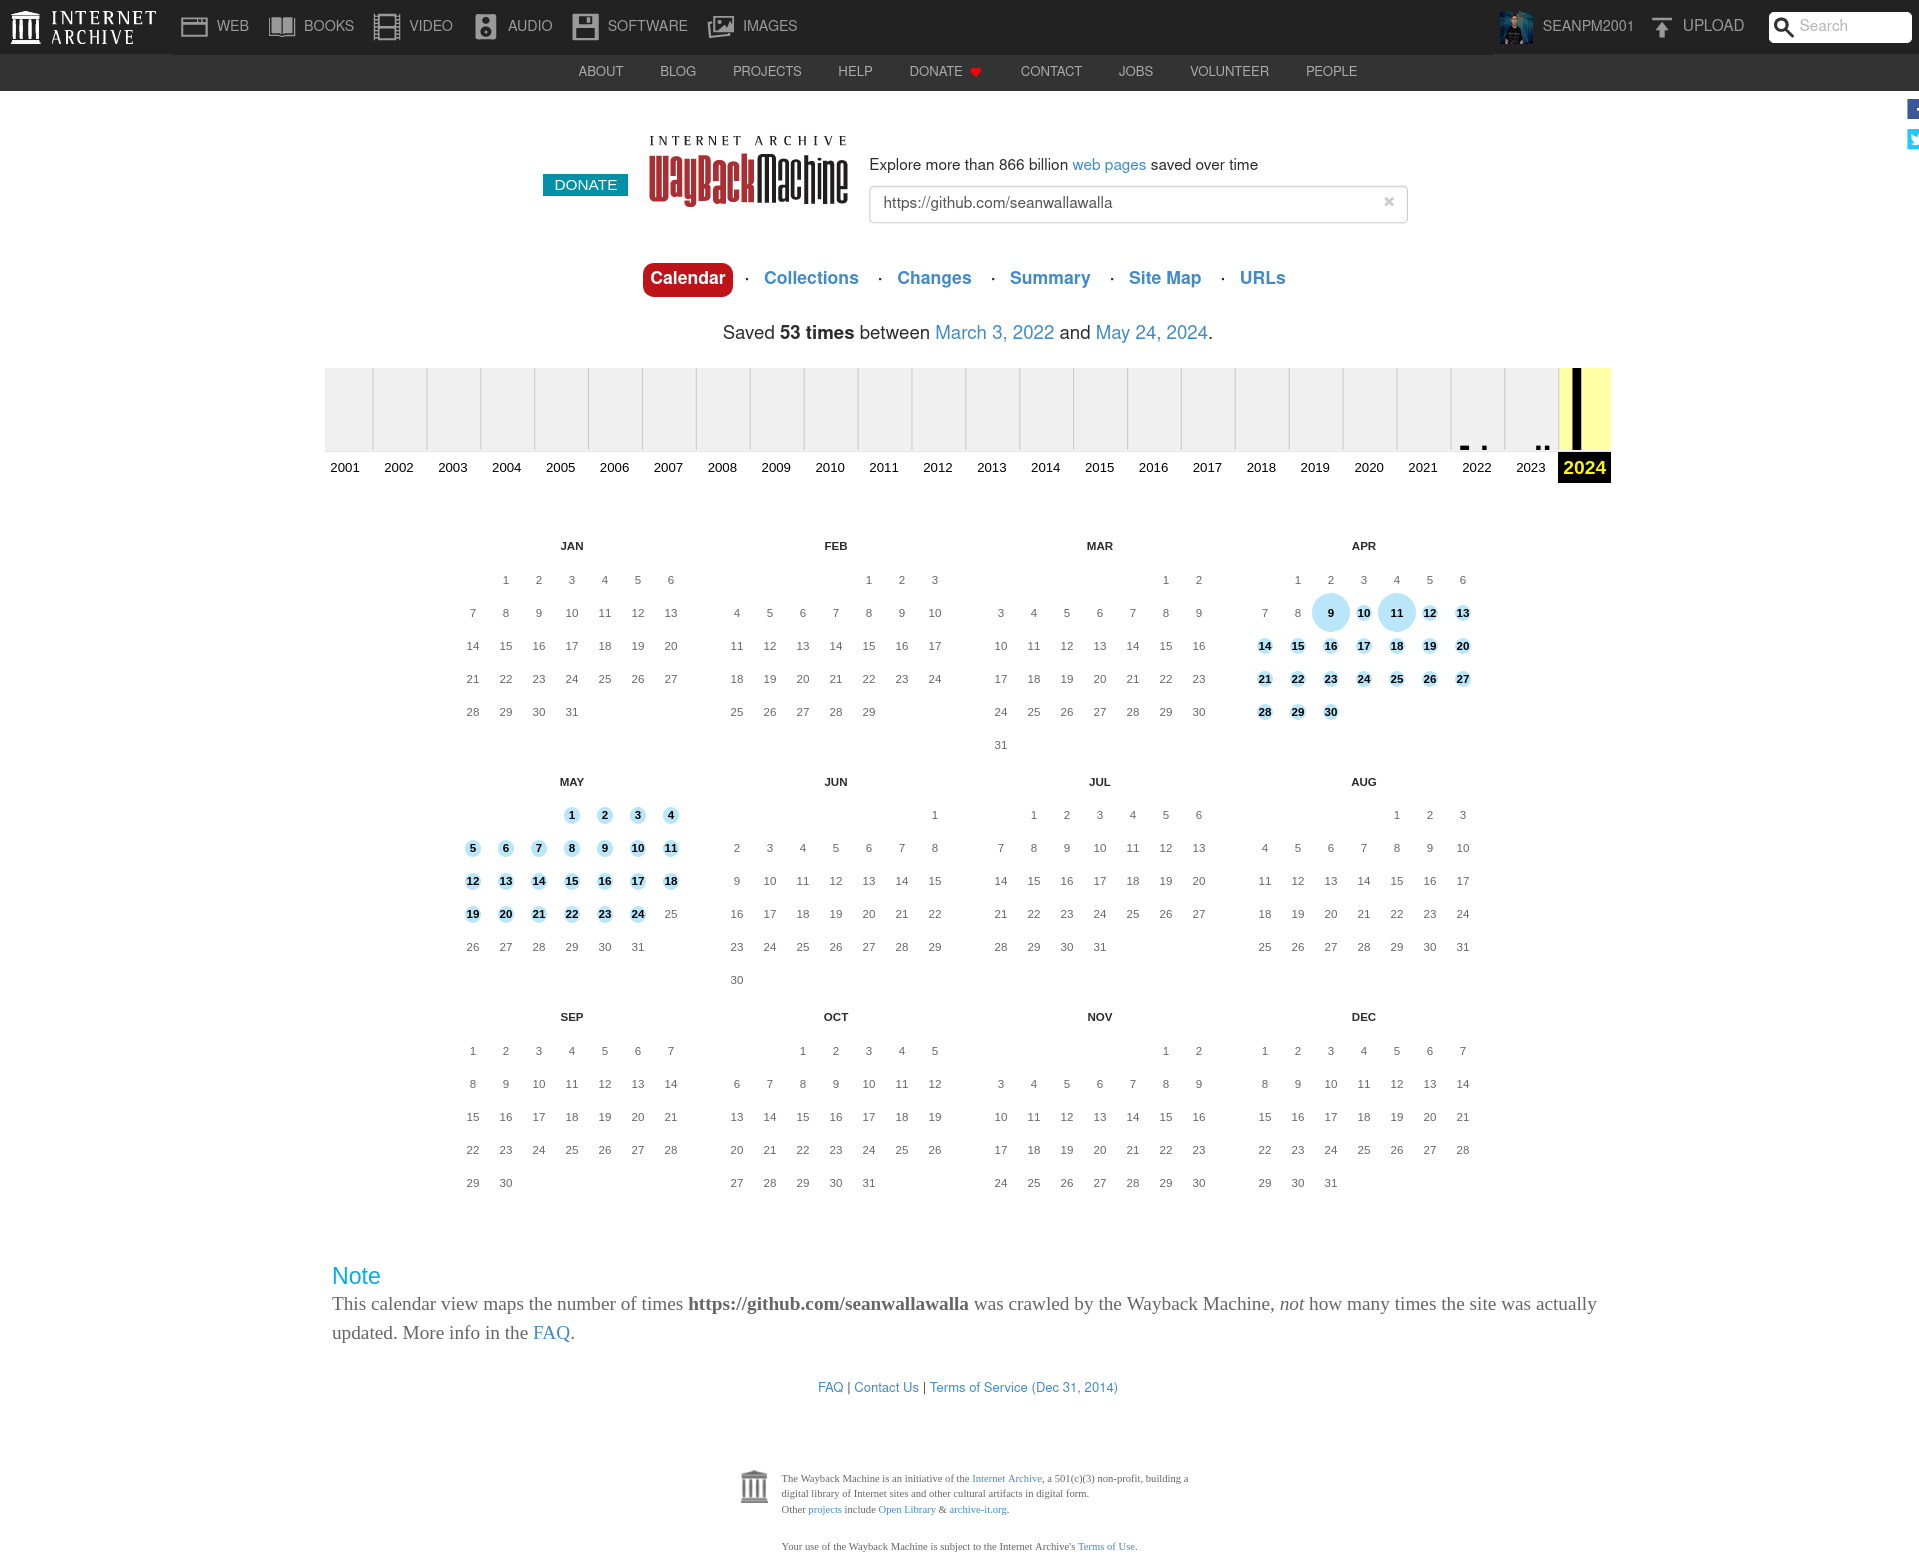 INTERNET ARCHIVE WEB BOOKS VIDEO AUDIO SOFTWARE IMAGES SEANPM2001 UPLOAD Search
ABOUT BLOG PROJECTS HELP DONATE CONTACT JOBS VOLUNTEER PEOPLE
INTERNET ARCHIVE
WayBackMachine
DONATE
Explore more than 866 billion web pages saved over time
https://github.com/seanwallawalla ×
Calendar · Collections · Changes · Summary · Site Map · URLs
Saved 53 times between March 3, 2022 and May 24, 2024.
2001 2002 2003 2004 2005 2006 2007 2008 2009 2010 2011 2012 2013 2014 2015 2016 2017 2018 2019 2020 2021 2022 2023 2024
JAN
1 2 3 4 5 6
7 8 9 10 11 12 13
14 15 16 17 18 19 20
21 22 23 24 25 26 27
28 29 30 31
FEB
1 2 3
4 5 6 7 8 9 10
11 12 13 14 15 16 17
18 19 20 21 22 23 24
25 26 27 28 29
MAR
1 2
3 4 5 6 7 8 9
10 11 12 13 14 15 16
17 18 19 20 21 22 23
24 25 26 27 28 29 30
31
APR
1 2 3 4 5 6
7 8 9 10 11 12 13
14 15 16 17 18 19 20
21 22 23 24 25 26 27
28 29 30
MAY
1 2 3 4
5 6 7 8 9 10 11
12 13 14 15 16 17 18
19 20 21 22 23 24 25
26 27 28 29 30 31
JUN
1
2 3 4 5 6 7 8
9 10 11 12 13 14 15
16 17 18 19 20 21 22
23 24 25 26 27 28 29
30
JUL
1 2 3 4 5 6
7 8 9 10 11 12 13
14 15 16 17 18 19 20
21 22 23 24 25 26 27
28 29 30 31
AUG
1 2 3
4 5 6 7 8 9 10
11 12 13 14 15 16 17
18 19 20 21 22 23 24
25 26 27 28 29 30 31
SEP
1 2 3 4 5 6 7
8 9 10 11 12 13 14
15 16 17 18 19 20 21
22 23 24 25 26 27 28
29 30
OCT
1 2 3 4 5
6 7 8 9 10 11 12
13 14 15 16 17 18 19
20 21 22 23 24 25 26
27 28 29 30 31
NOV
1 2
3 4 5 6 7 8 9
10 11 12 13 14 15 16
17 18 19 20 21 22 23
24 25 26 27 28 29 30
DEC
1 2 3 4 5 6 7
8 9 10 11 12 13 14
15 16 17 18 19 20 21
22 23 24 25 26 27 28
29 30 31
Note
This calendar view maps the number of times https://github.com/seanwallawalla was crawled by the Wayback Machine, not how many times the site was actually
updated. More info in the FAQ.
FAQ | Contact Us | Terms of Service (Dec 31, 2014)
The Wayback Machine is an initiative of the Internet Archive, a 501(c)(3) non-profit, building a
digital library of Internet sites and other cultural artifacts in digital form.
Other projects include Open Library & archive-it.org.
Your use of the Wayback Machine is subject to the Internet Archive's Terms of Use.